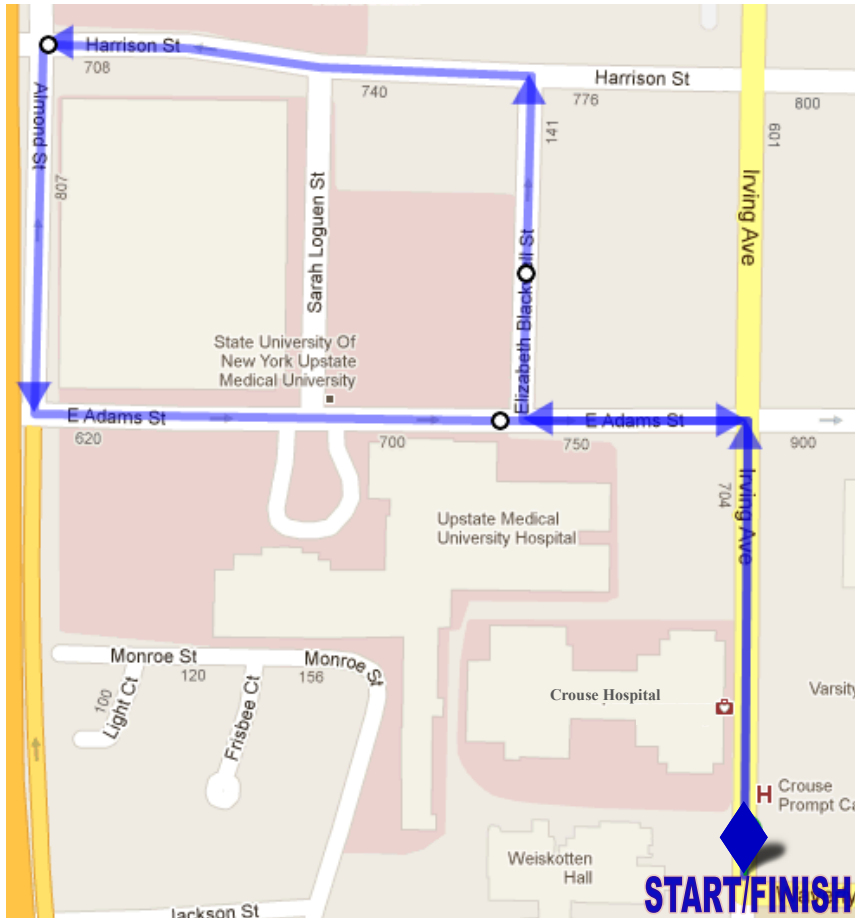 Harrison St
708
740
Harrison St
776
800
Almond St
807
141
601
Irving Ave
Sarah Loguen St
State University Of
New York Upstate
Medical University
E Adams St
620
700
E Adams St
750
900
704
Irving Ave
Upstate Medical
University Hospital
Monroe St
120
156
Monroe St
100
Light Ct
Frisbee Ct
Crouse Hospital
Varsity
H Crouse
Prompt Ca
Weiskotten
Hall
Jackson St
START/FINISH
Elizabeth
St